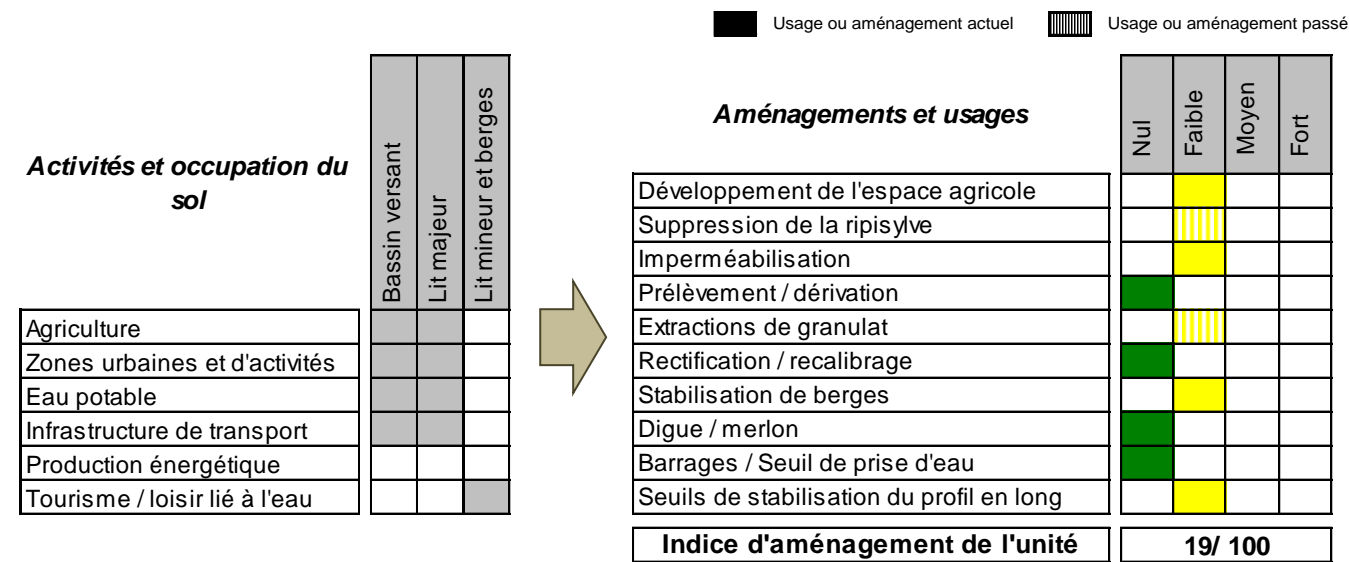 Usage ou aménagement actuel
Usage ou aménagement passé
Activités et occupation du
sol
Bassin versant
Lit majeur
Lit mineur et berges
Agriculture
Zones urbaines et d'activités
Eau potable
Infrastructure de transport
Production énergétique
Tourisme / loisir lié à l'eau
Aménagements et usages
Nul
Faible
Moyen
Fort
Développement de l'espace agricole
Suppression de la ripisylve
Imperméabilisation
Prélèvement / dérivation
Extractions de granulat
Rectification / recalibrage
Stabilisation de berges
Digue / merlon
Barrages / Seuil de prise d'eau
Seuils de stabilisation du profil en long
Indice d'aménagement de l'unité
19/ 100